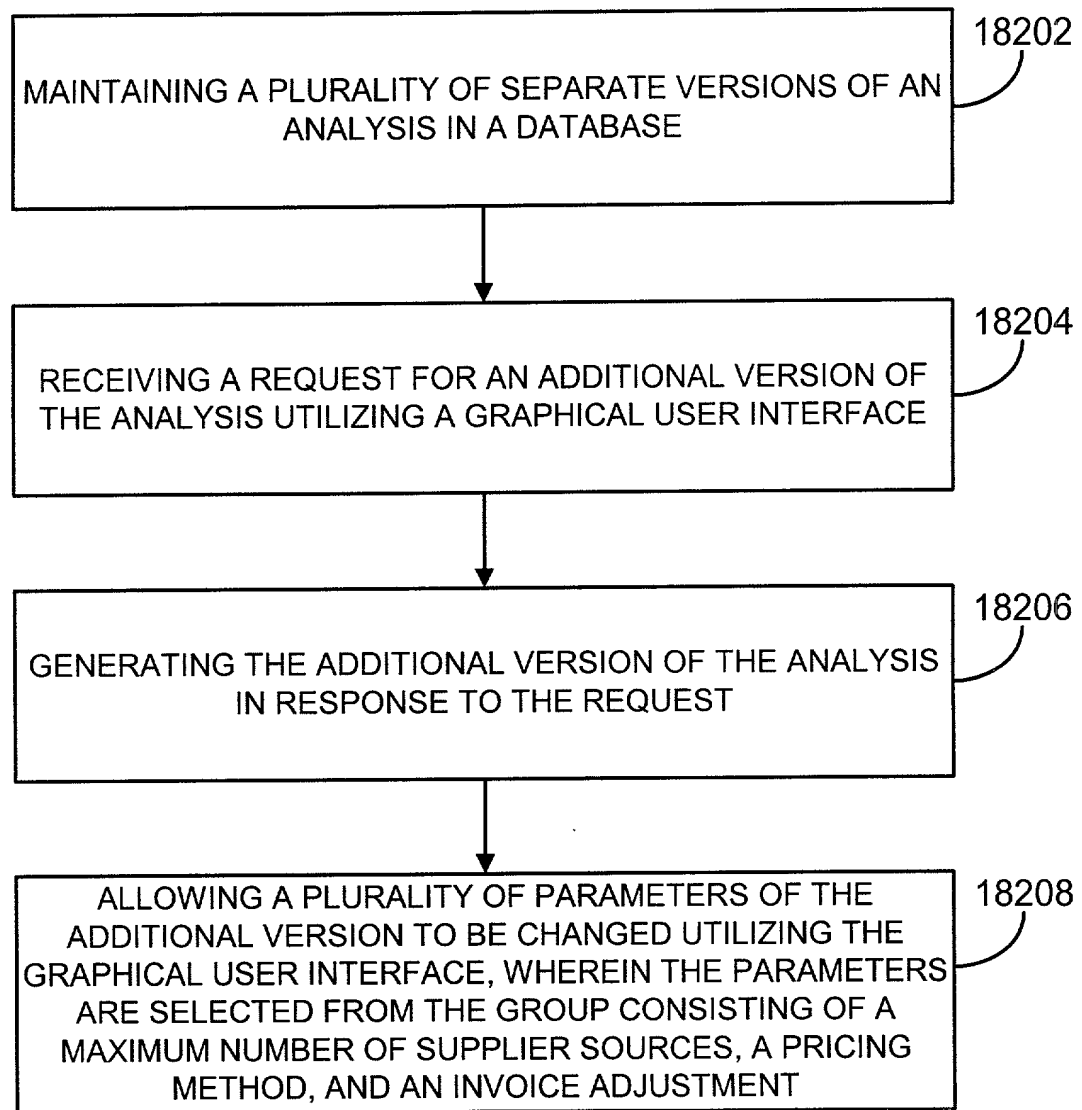 18202
MAINTAINING A PLURALITY OF SEPARATE VERSIONS OF AN
ANALYSIS IN A DATABASE
18204
RECEIVING A REQUEST FOR AN ADDITIONAL VERSION OF
THE ANALYSIS UTILIZING A GRAPHICAL USER INTERFACE
18206
GENERATING THE ADDITIONAL VERSION OF THE ANALYSIS
IN RESPONSE TO THE REQUEST
18208
ALLOWING A PLURALITY OF PARAMETERS OF THE
ADDITIONAL VERSION TO BE CHANGED UTILIZING THE
GRAPHICAL USER INTERFACE, WHEREIN THE PARAMETERS
ARE SELECTED FROM THE GROUP CONSISTING OF A
MAXIMUM NUMBER OF SUPPLIER SOURCES, A PRICING
METHOD, AND AN INVOICE ADJUSTMENT